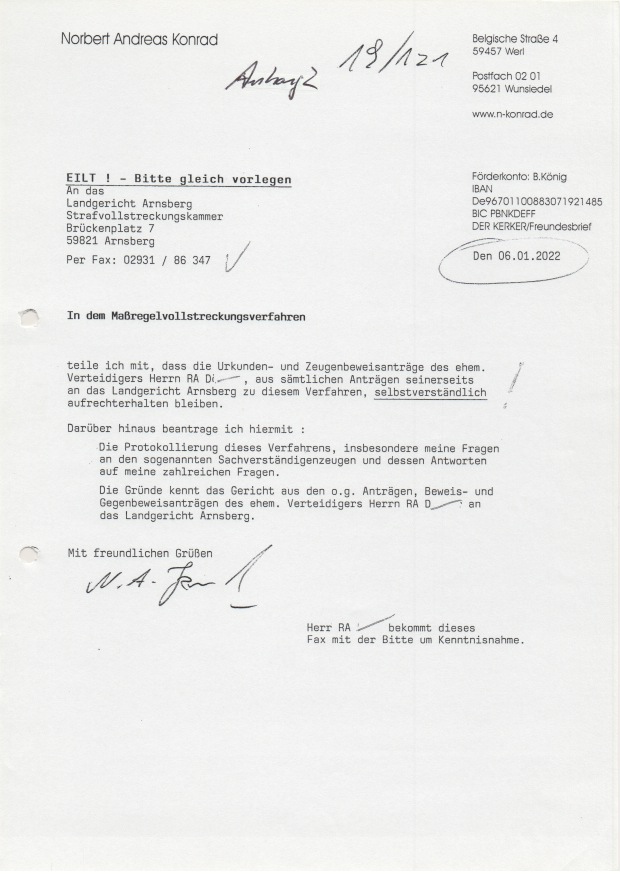 Norbert Andreas Konrad
Belgische Straße 4
59457 Werl
Postfach 02 01
95621 Wunsiedel
www.n-konrad.de
Anhang 2
19/121
EILT ! - Bitte gleich vorlegen
An das
Landgericht Arnsberg
Strafvollstreckungskammer
Brückenplatz 7
59821 Arnsberg
Per Fax: 02931 / 86 347
Förderkonto: B.König
IBAN
De96701100883071921485
BIC PBNKDEFF
DER KERKER/Freundesbrief
Den 06.01.2022
In dem Maßregelvollstreckungsverfahren
teile ich mit, dass die Urkunden- und Zeugenbeweisanträge des ehem.
Verteidigers Herrn RA D , aus sämtlichen Anträgen seinerseits
an das Landgericht Arnsberg zu diesem Verfahren, selbstverständlich
aufrechterhalten bleiben.
!
Darüber hinaus beantrage ich hiermit :
Die Protokollierung dieses Verfahrens, insbesondere meine Fragen
an den sogenannten Sachverständigenzeugen und dessen Antworten
auf meine zahlreichen Fragen.
Die Gründe kennt das Gericht aus den o.g. Anträgen, Beweis- und
Gegenbeweisanträgen des ehem. Verteidigers Herrn RA D an
das Landgericht Arnsberg.
Mit freundlichen Grüßen
N. A.
Herr RA bekommt dieses
Fax mit der Bitte um Kenntnisnahme.